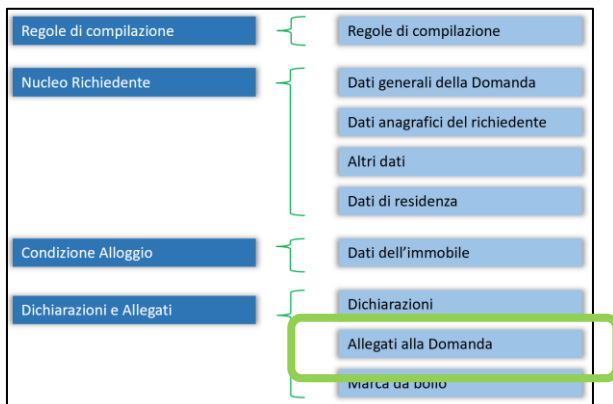 Regole di compilazione
Regole di compilazione
Nucleo Richiedente
Dati generali della Domanda
Dati anagrafici del richiedente
Altri dati
Dati di residenza
Condizione Alloggio
Dati dell'immobile
Dichiarazioni e Allegati
Dichiarazioni
Allegati alla Domanda
Marca da bollo